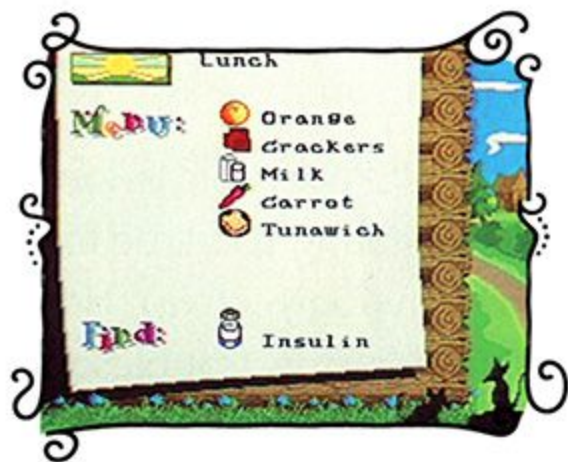 Lunch
Menu:
Orange
Crackers
Milk
Carrot
Tunawich
Find:
Insulin